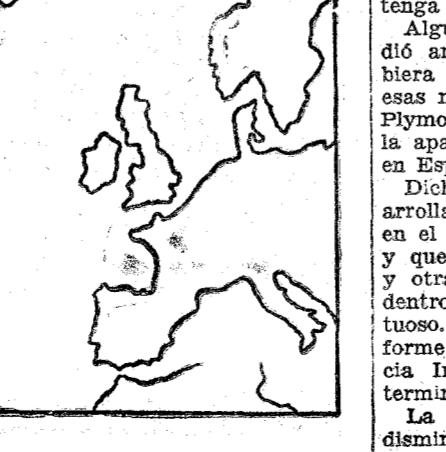 tenga
Algu
dió an
biera
esas n
Plymo
la apa
en Esp
Dich
arrolla
en el
y que
y otra
dentro
tuoso.
forme
cia In
termin
La
dismin